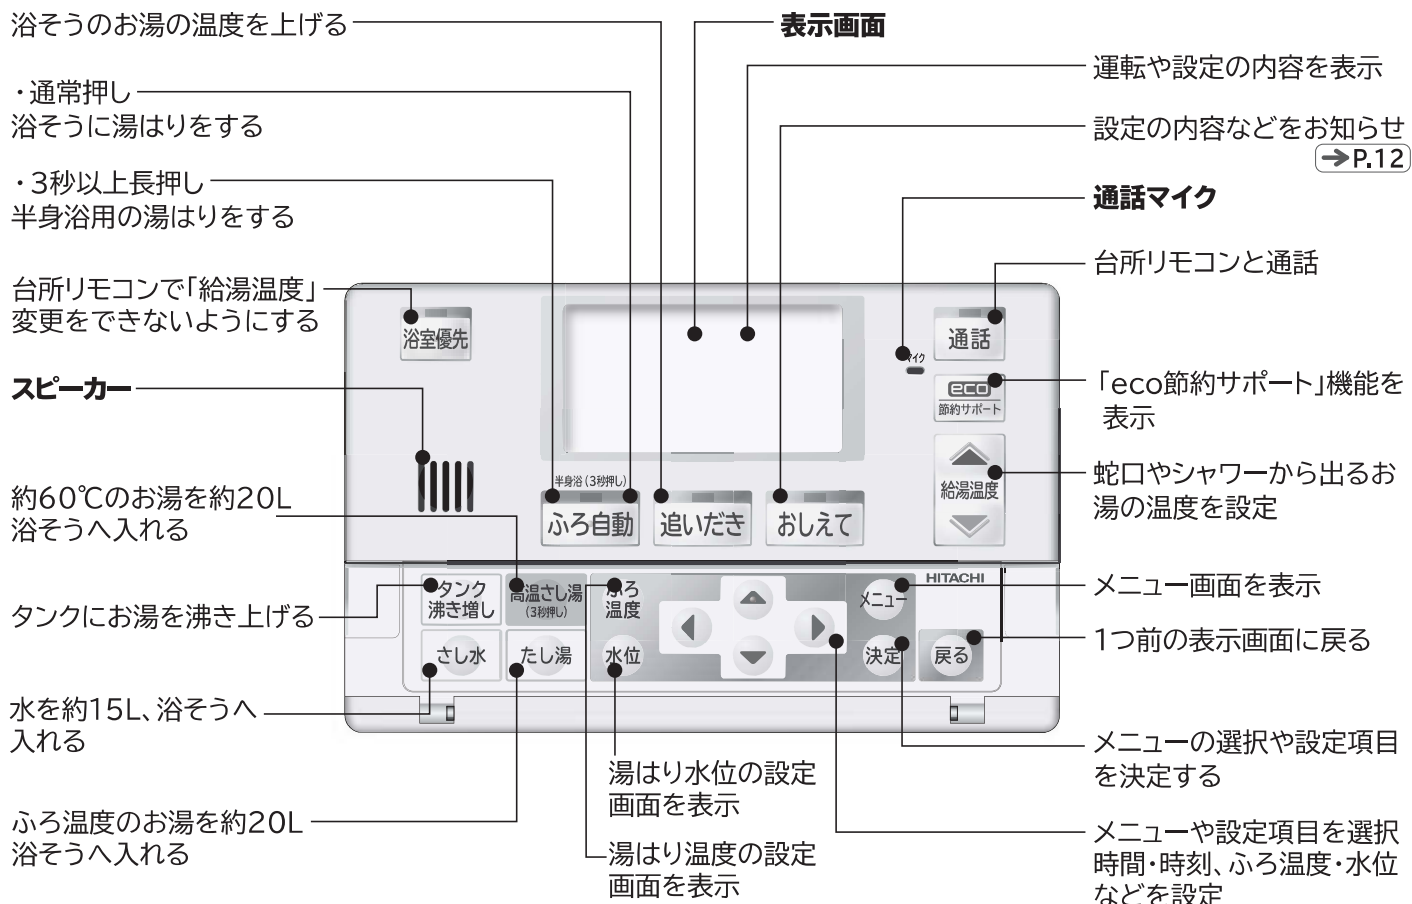 浴そうのお湯の温度を上げる
・通常押し
浴そうに湯はりをする
・3秒以上長押し
半身浴用の湯はりをする
台所リモコンで「給湯温度」
変更をできないようにする
スピーカー
約60℃のお湯を約20L
浴そうへ入れる
タンクにお湯を沸き上げる
水を約15L、浴そうへ
入れる
ふろ温度のお湯を約20L
浴そうへ入れる
表示画面
運転や設定の内容を表示
設定の内容などをお知らせ
➔P.12
通話マイク
台所リモコンと通話
「eco節約サポート」機能を
表示
蛇口やシャワーから出るお
湯の温度を設定
メニュー画面を表示
1つ前の表示画面に戻る
メニューの選択や設定項目
を決定する
メニューや設定項目を選択
時間・時刻、ふろ温度・水位
などを設定
浴室優先
マイク
通話
eco
節約サポート
給湯温度
半身浴(3秒押し)
ふろ自動
追いだき
おしえて
HITACHI
タンク
沸き増し
高温さし湯
(3秒押し)
ふろ
温度
メニュー
さし水
たし湯
水位
決定
戻る
湯はり水位の設定
画面を表示
湯はり温度の設定
画面を表示